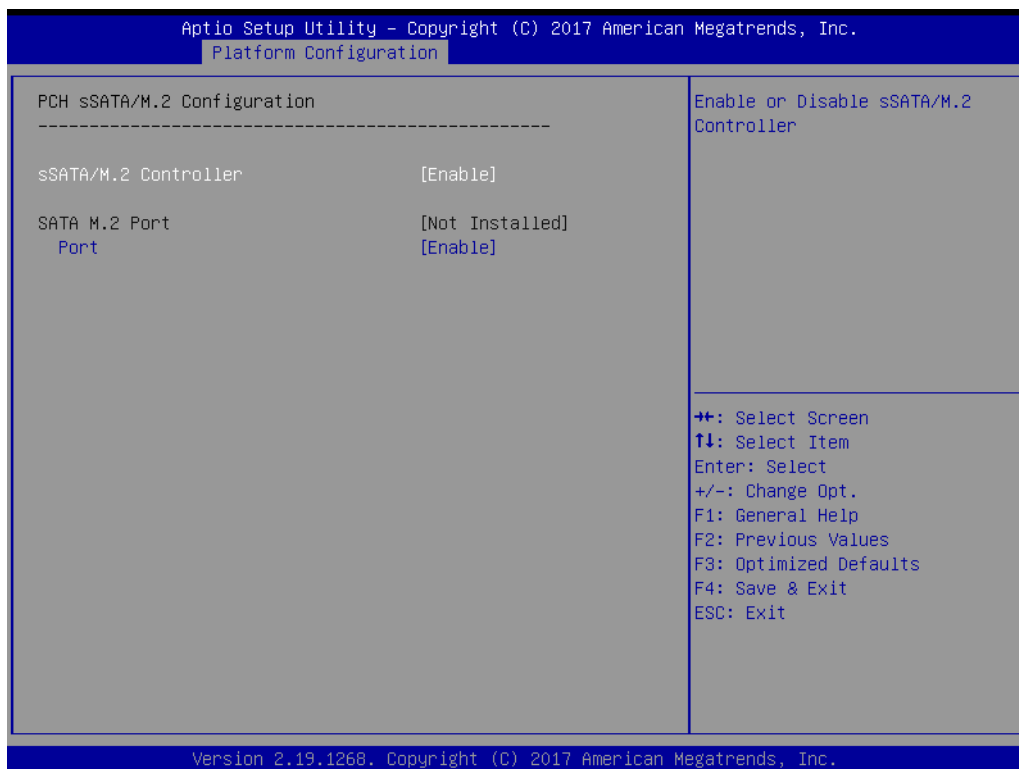 Aptio Setup Utility – Copyright (C) 2017 American Megatrends, Inc.
Platform Configuration
PCH sSATA/M.2 Configuration
--------------------------------------------------
sSATA/M.2 Controller [Enable]
SATA M.2 Port [Not Installed]
Port [Enable]
Enable or Disable sSATA/M.2
Controller
→←: Select Screen
↑↓: Select Item
Enter: Select
+/-: Change Opt.
F1: General Help
F2: Previous Values
F3: Optimized Defaults
F4: Save & Exit
ESC: Exit
Version 2.19.1268. Copyright (C) 2017 American Megatrends, Inc.